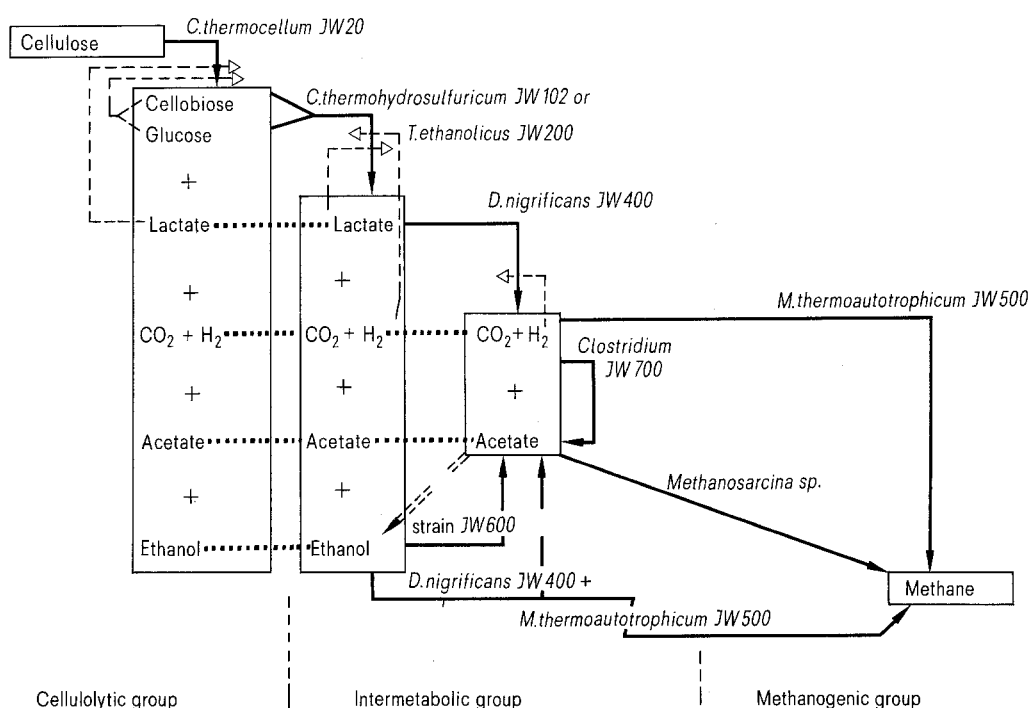 C.thermocellum JW20
Cellulose
Cellobiose
Glucose
+
Lactate
+
CO₂ + H₂
+
Acetate
+
Ethanol
C.thermohydrosulfuricum JW102 or
T.ethanolicus JW200
Lactate
+
CO₂ + H₂
+
Acetate
+
Ethanol
D.nigrificans JW400
CO₂ + H₂
+
Acetate
M.thermoautotrophicum JW500
Clostridium
JW700
Methanosarcina sp.
strain JW600
D.nigrificans JW400 +
M.thermoautotrophicum JW500
Methane
Cellulolytic group
Intermetabolic group
Methanogenic group